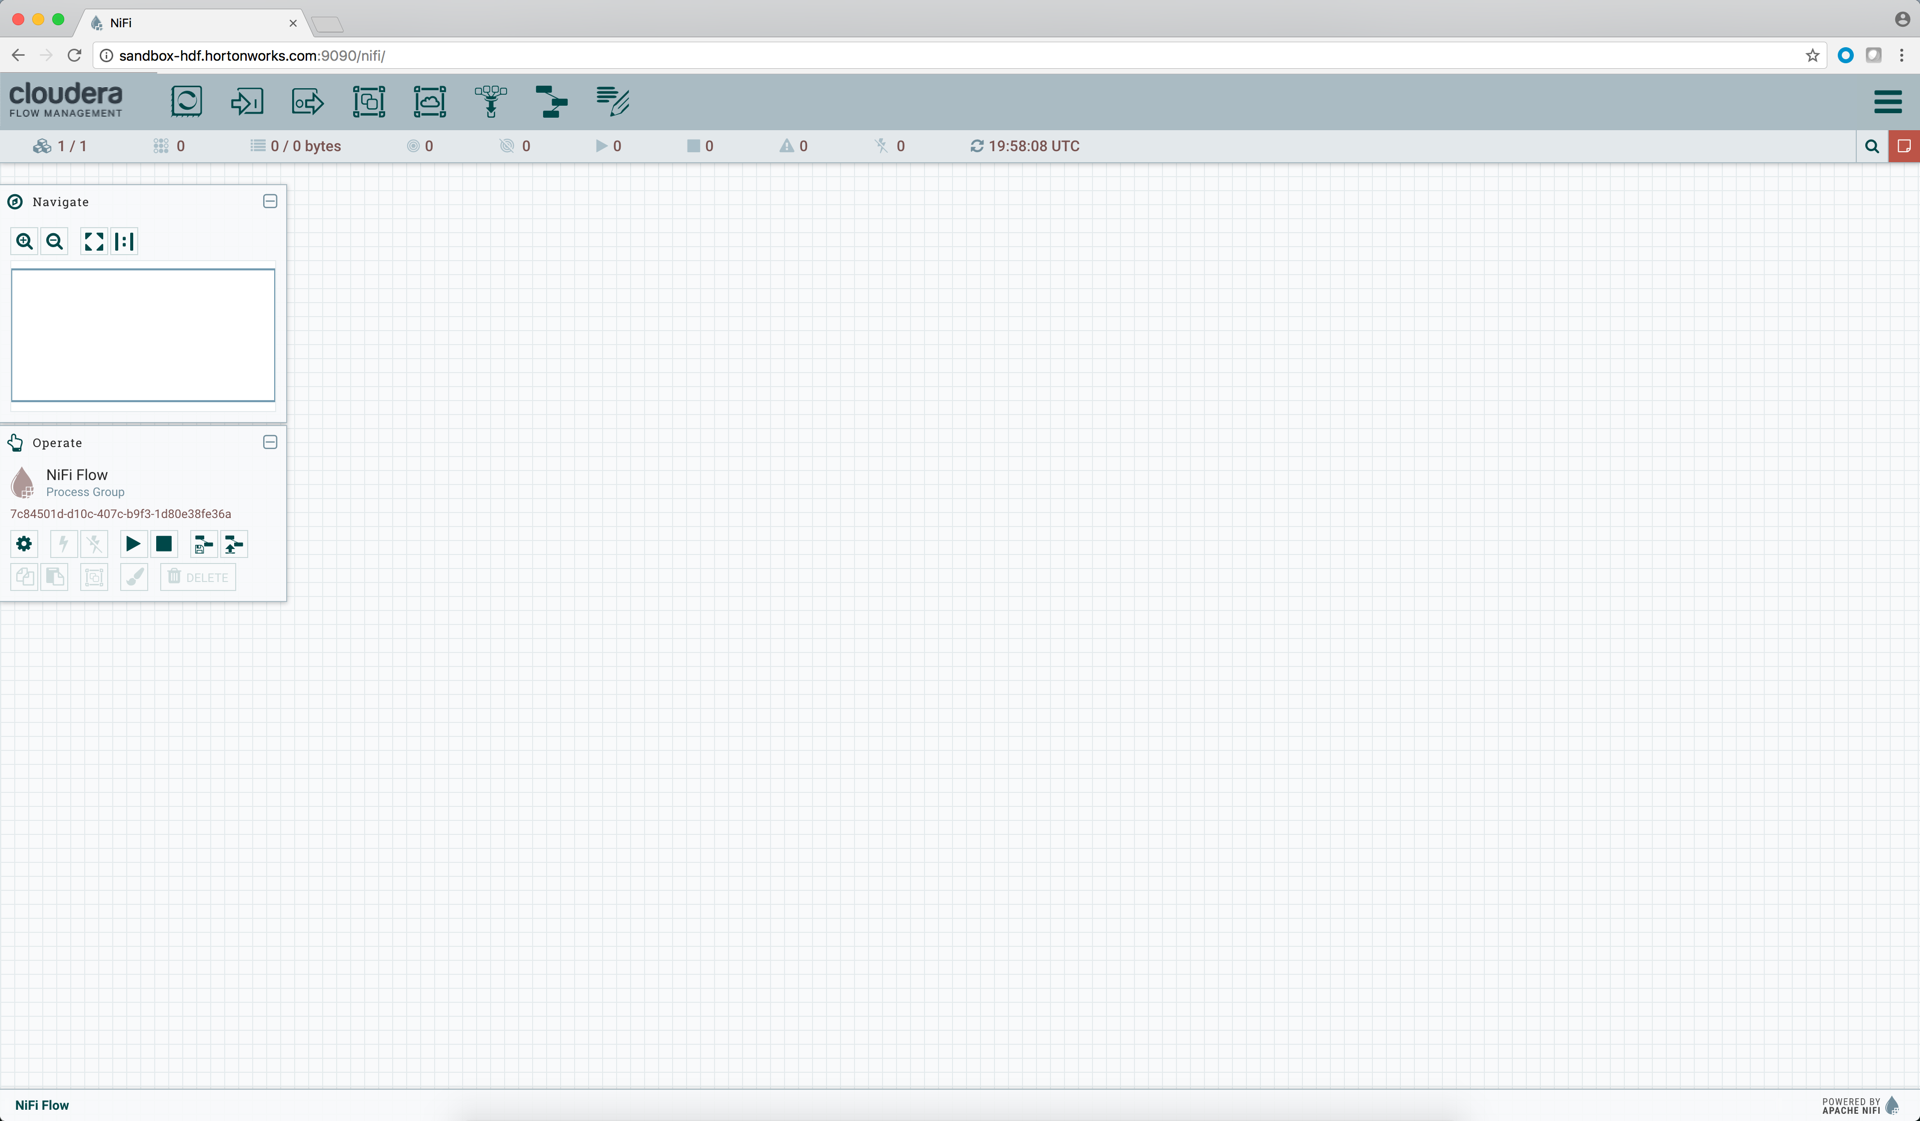 NiFi
sandbox-hdf.hortonworks.com:9090/nifi/
cloudera
FLOW MANAGEMENT
1 / 1 0 0 / 0 bytes 0 0 0 0 0 0 19:58:08 UTC
Navigate
Operate
NiFi Flow
Process Group
7c84501d-d10c-407c-b9f3-1d80e38fe36a
DELETE
NiFi Flow
POWERED BY
APACHE NIFI